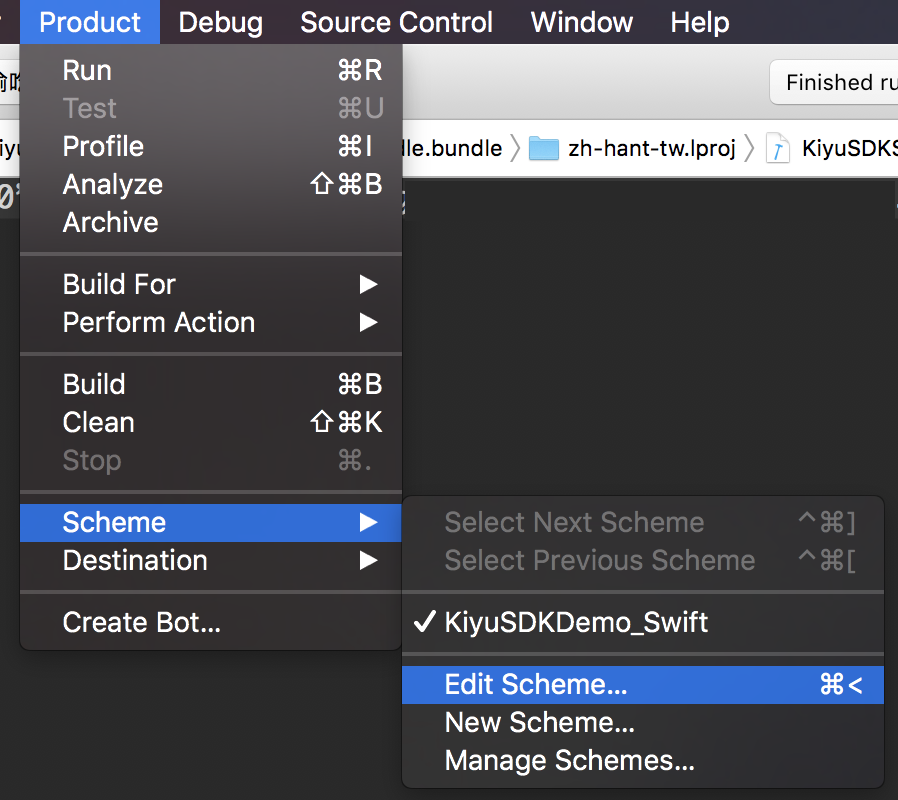 Product Debug Source Control Window Help
Run ⌘R
Test ⌘U
Profile ⌘I
Analyze ⇧⌘B
Archive
Build For ▶
Perform Action ▶
Build ⌘B
Clean ⇧⌘K
Stop ⌘.
Scheme ▶
Destination ▶
Create Bot...
Finished ru
le.bundle 〉 zh-hant-tw.lproj 〉 KiyuSDKS
Select Next Scheme ^⌘]
Select Previous Scheme ^⌘[
✓ KiyuSDKDemo_Swift
Edit Scheme... ⌘<
New Scheme...
Manage Schemes...